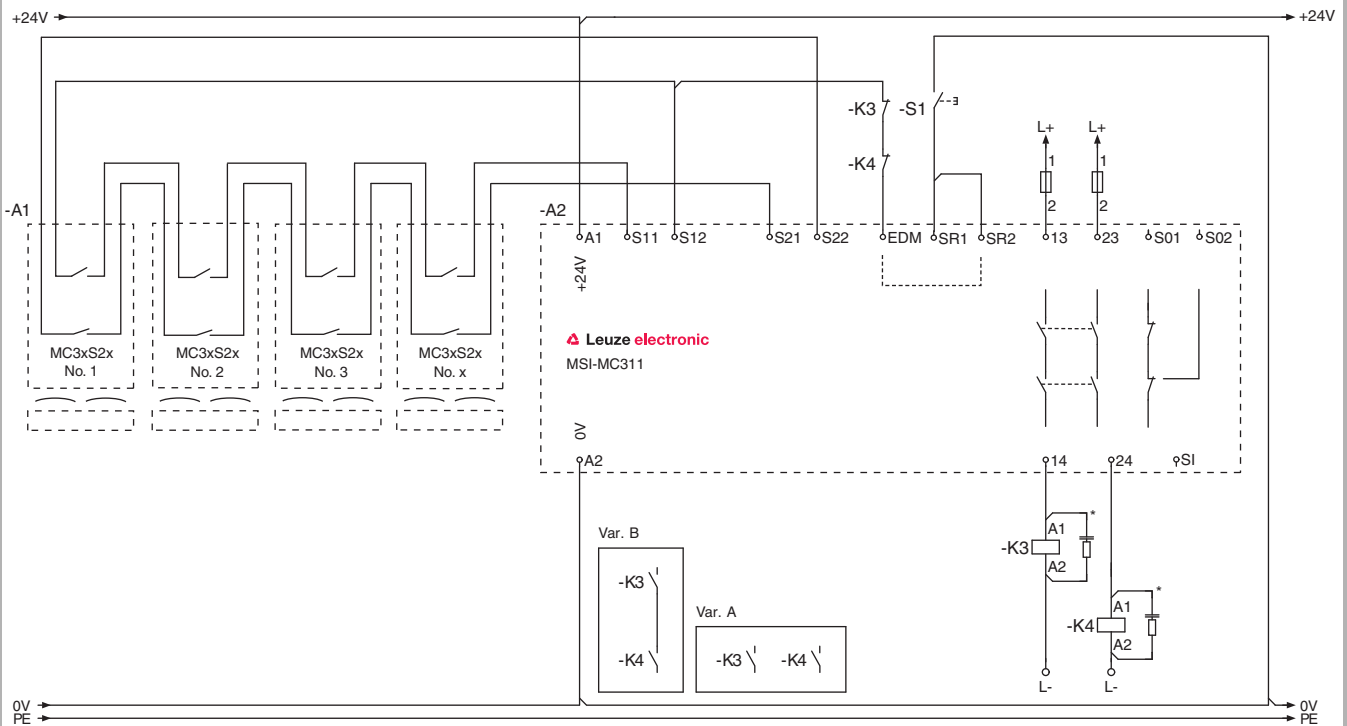 +24V +24V
-K3 -S1 L+ L+
-K4 1 1
2 2
-A1 -A2
A1 S11 S12 S21 S22 EDM SR1 SR2 13 23 S01 S02
+24V
Leuze electronic
MSI-MC311
MC3xS2x MC3xS2x MC3xS2x MC3xS2x
No. 1 No. 2 No. 3 No. x
0V
A2 14 24 SI
Var. B
-K3
-K4
Var. A
-K3 -K4
*
A1
-K3
A2
*
A1
-K4
A2
L- L-
0V 0V
PE PE